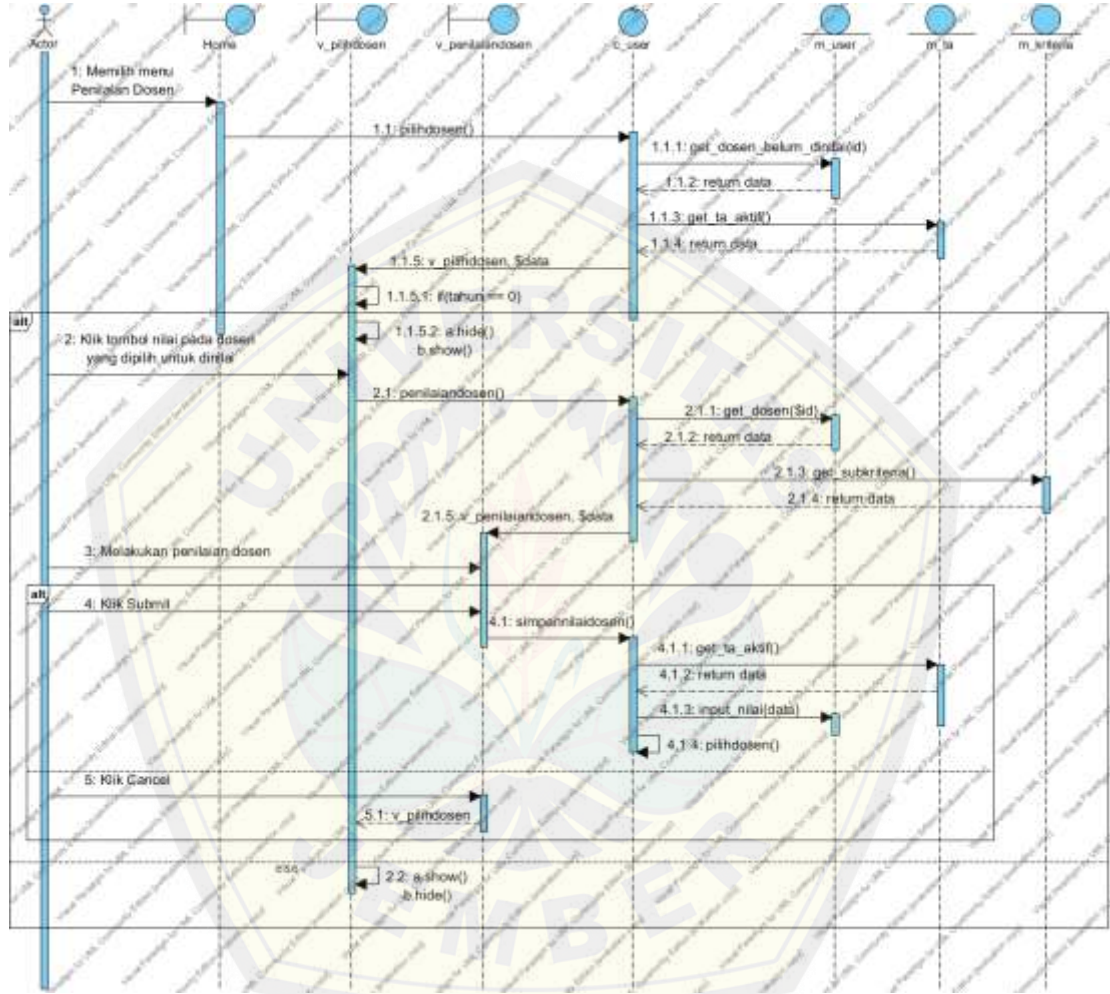 Actor
Home
v_pilihdosen
v_penilaiandosen
c_user
m_user
m_ta
m_kriteria
1: Memilih menu
Penilaian Dosen
1.1: pilihdosen()
1.1.1: get_dosen_belum_dinilai(id)
1.1.2: return data
1.1.3: get_ta_aktif()
1.1.4: return data
1.1.5: v_pilihdosen, $data
1.1.5.1: if(tahun == 0)
alt
1.1.5.2: a.hide()
b.show()
2: Klik tombol nilai pada dosen
yang dipilih untuk dinilai
2.1: penilaiandosen()
2.1.1: get_dosen($id)
2.1.2: return data
2.1.3: get_subkriteria()
2.1.4: return data
2.1.5: v_penilaiandosen, $data
3: Melakukan penilaian dosen
alt
4: Klik Submit
4.1: simpannilaidosen()
4.1.1: get_ta_aktif()
4.1.2: return data
4.1.3: input_nilai(data)
4.1.4: pilihdosen()
5: Klik Cancel
5.1: v_pilihdosen
else
2.2: a.show()
b.hide()
UNIVERSITAS
JEMBER